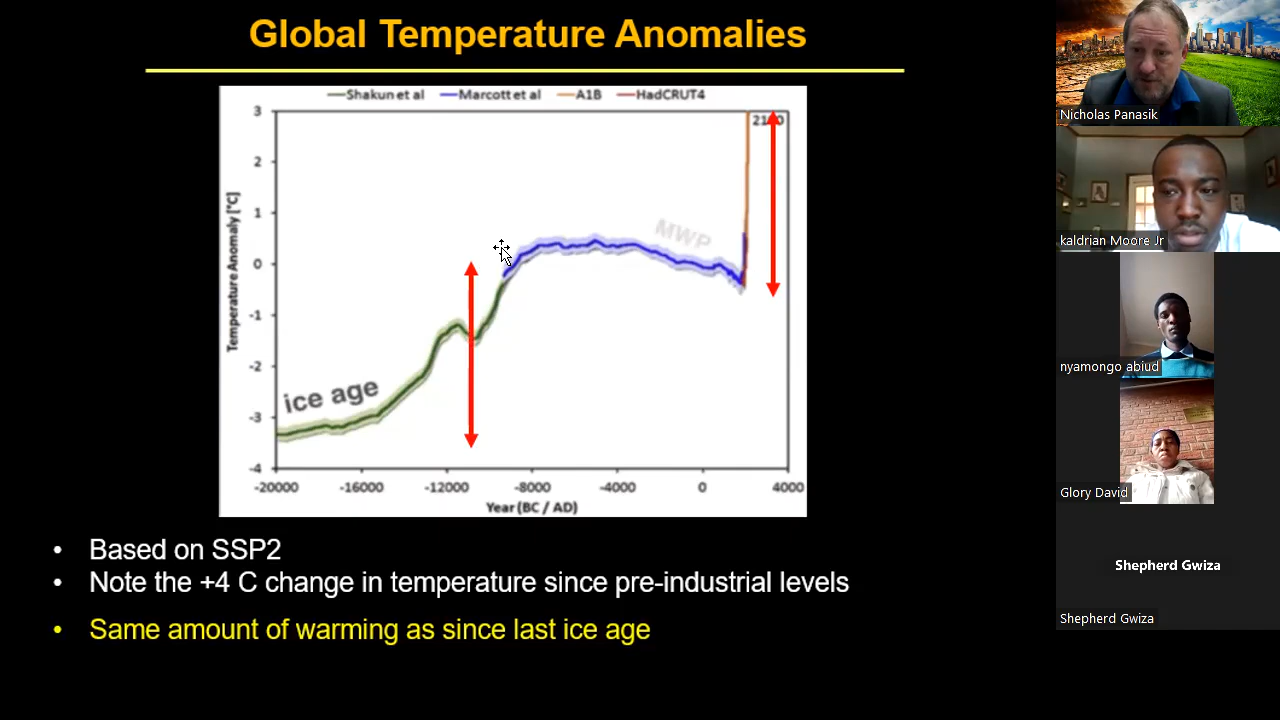 Global Temperature Anomalies
Shakun et al Marcott et al A1B HadCRUT4
3
2
1
0
-1
-2
-3
-4
Temperature Anomaly [°C]
ice age
MWP
-20000 -16000 -12000 -8000 -4000 0 4000
Year (BC / AD)
• Based on SSP2
• Note the +4 C change in temperature since pre-industrial levels
• Same amount of warming as since last ice age
Nicholas Panasik
kaldrian Moore Jr
nyamongo abiud
Glory David
Shepherd Gwiza
Shepherd Gwiza